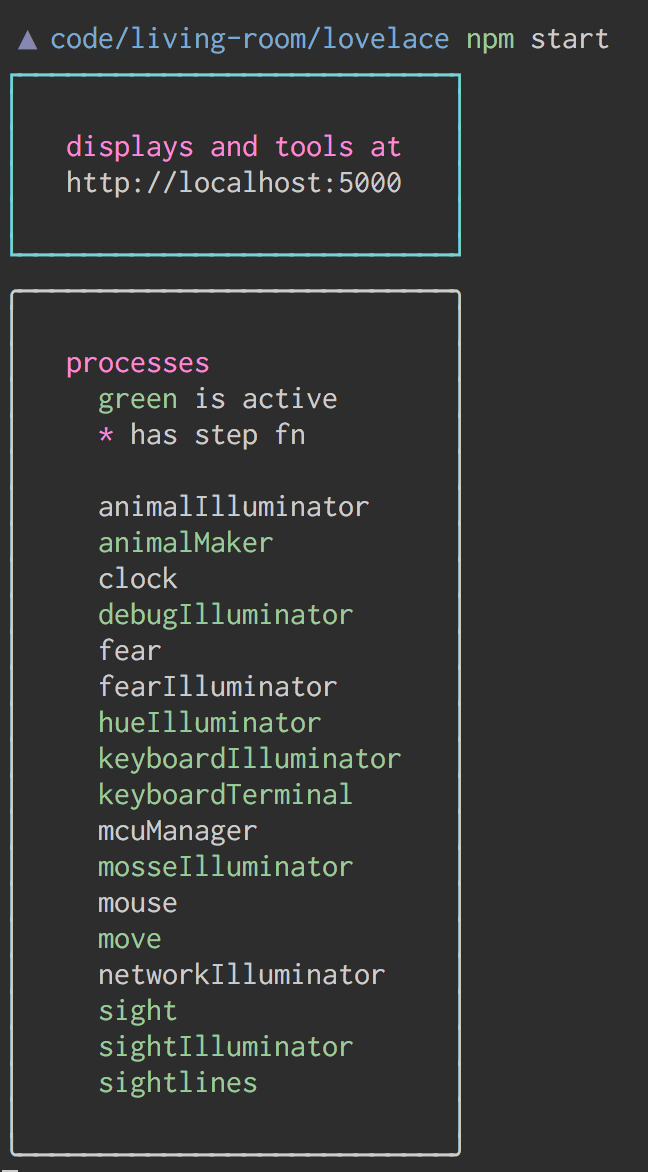 ▲ code/living-room/lovelace npm start
displays and tools at
http://localhost:5000
processes
green is active
* has step fn
animalIlluminator
animalMaker
clock
debugIlluminator
fear
fearIlluminator
hueIlluminator
keyboardIlluminator
keyboardTerminal
mcuManager
mosseIlluminator
mouse
move
networkIlluminator
sight
sightIlluminator
sightlines